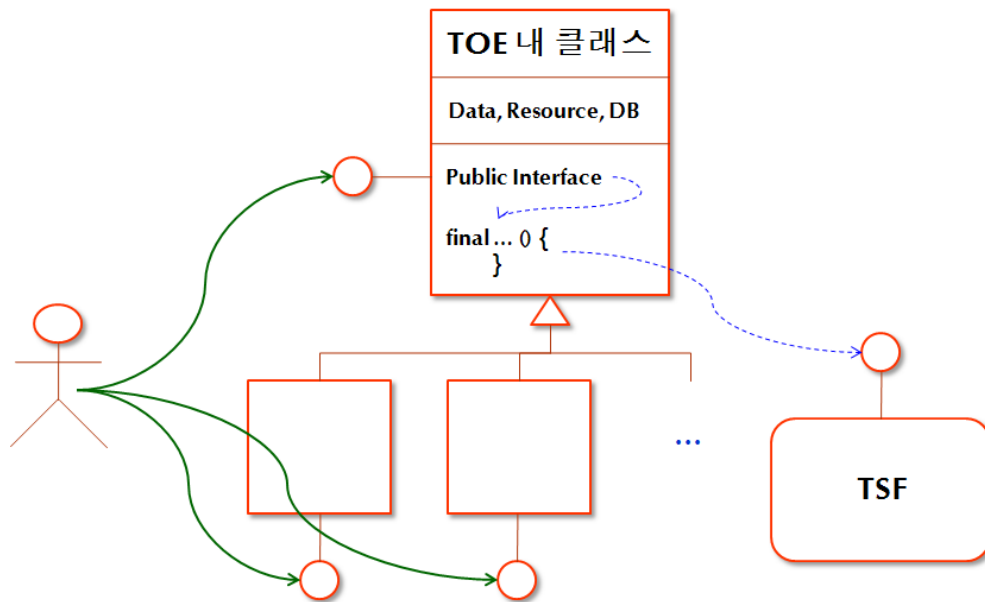 TOE 내 클래스
Data, Resource, DB
Public Interface
final ... () {
}
...
TSF